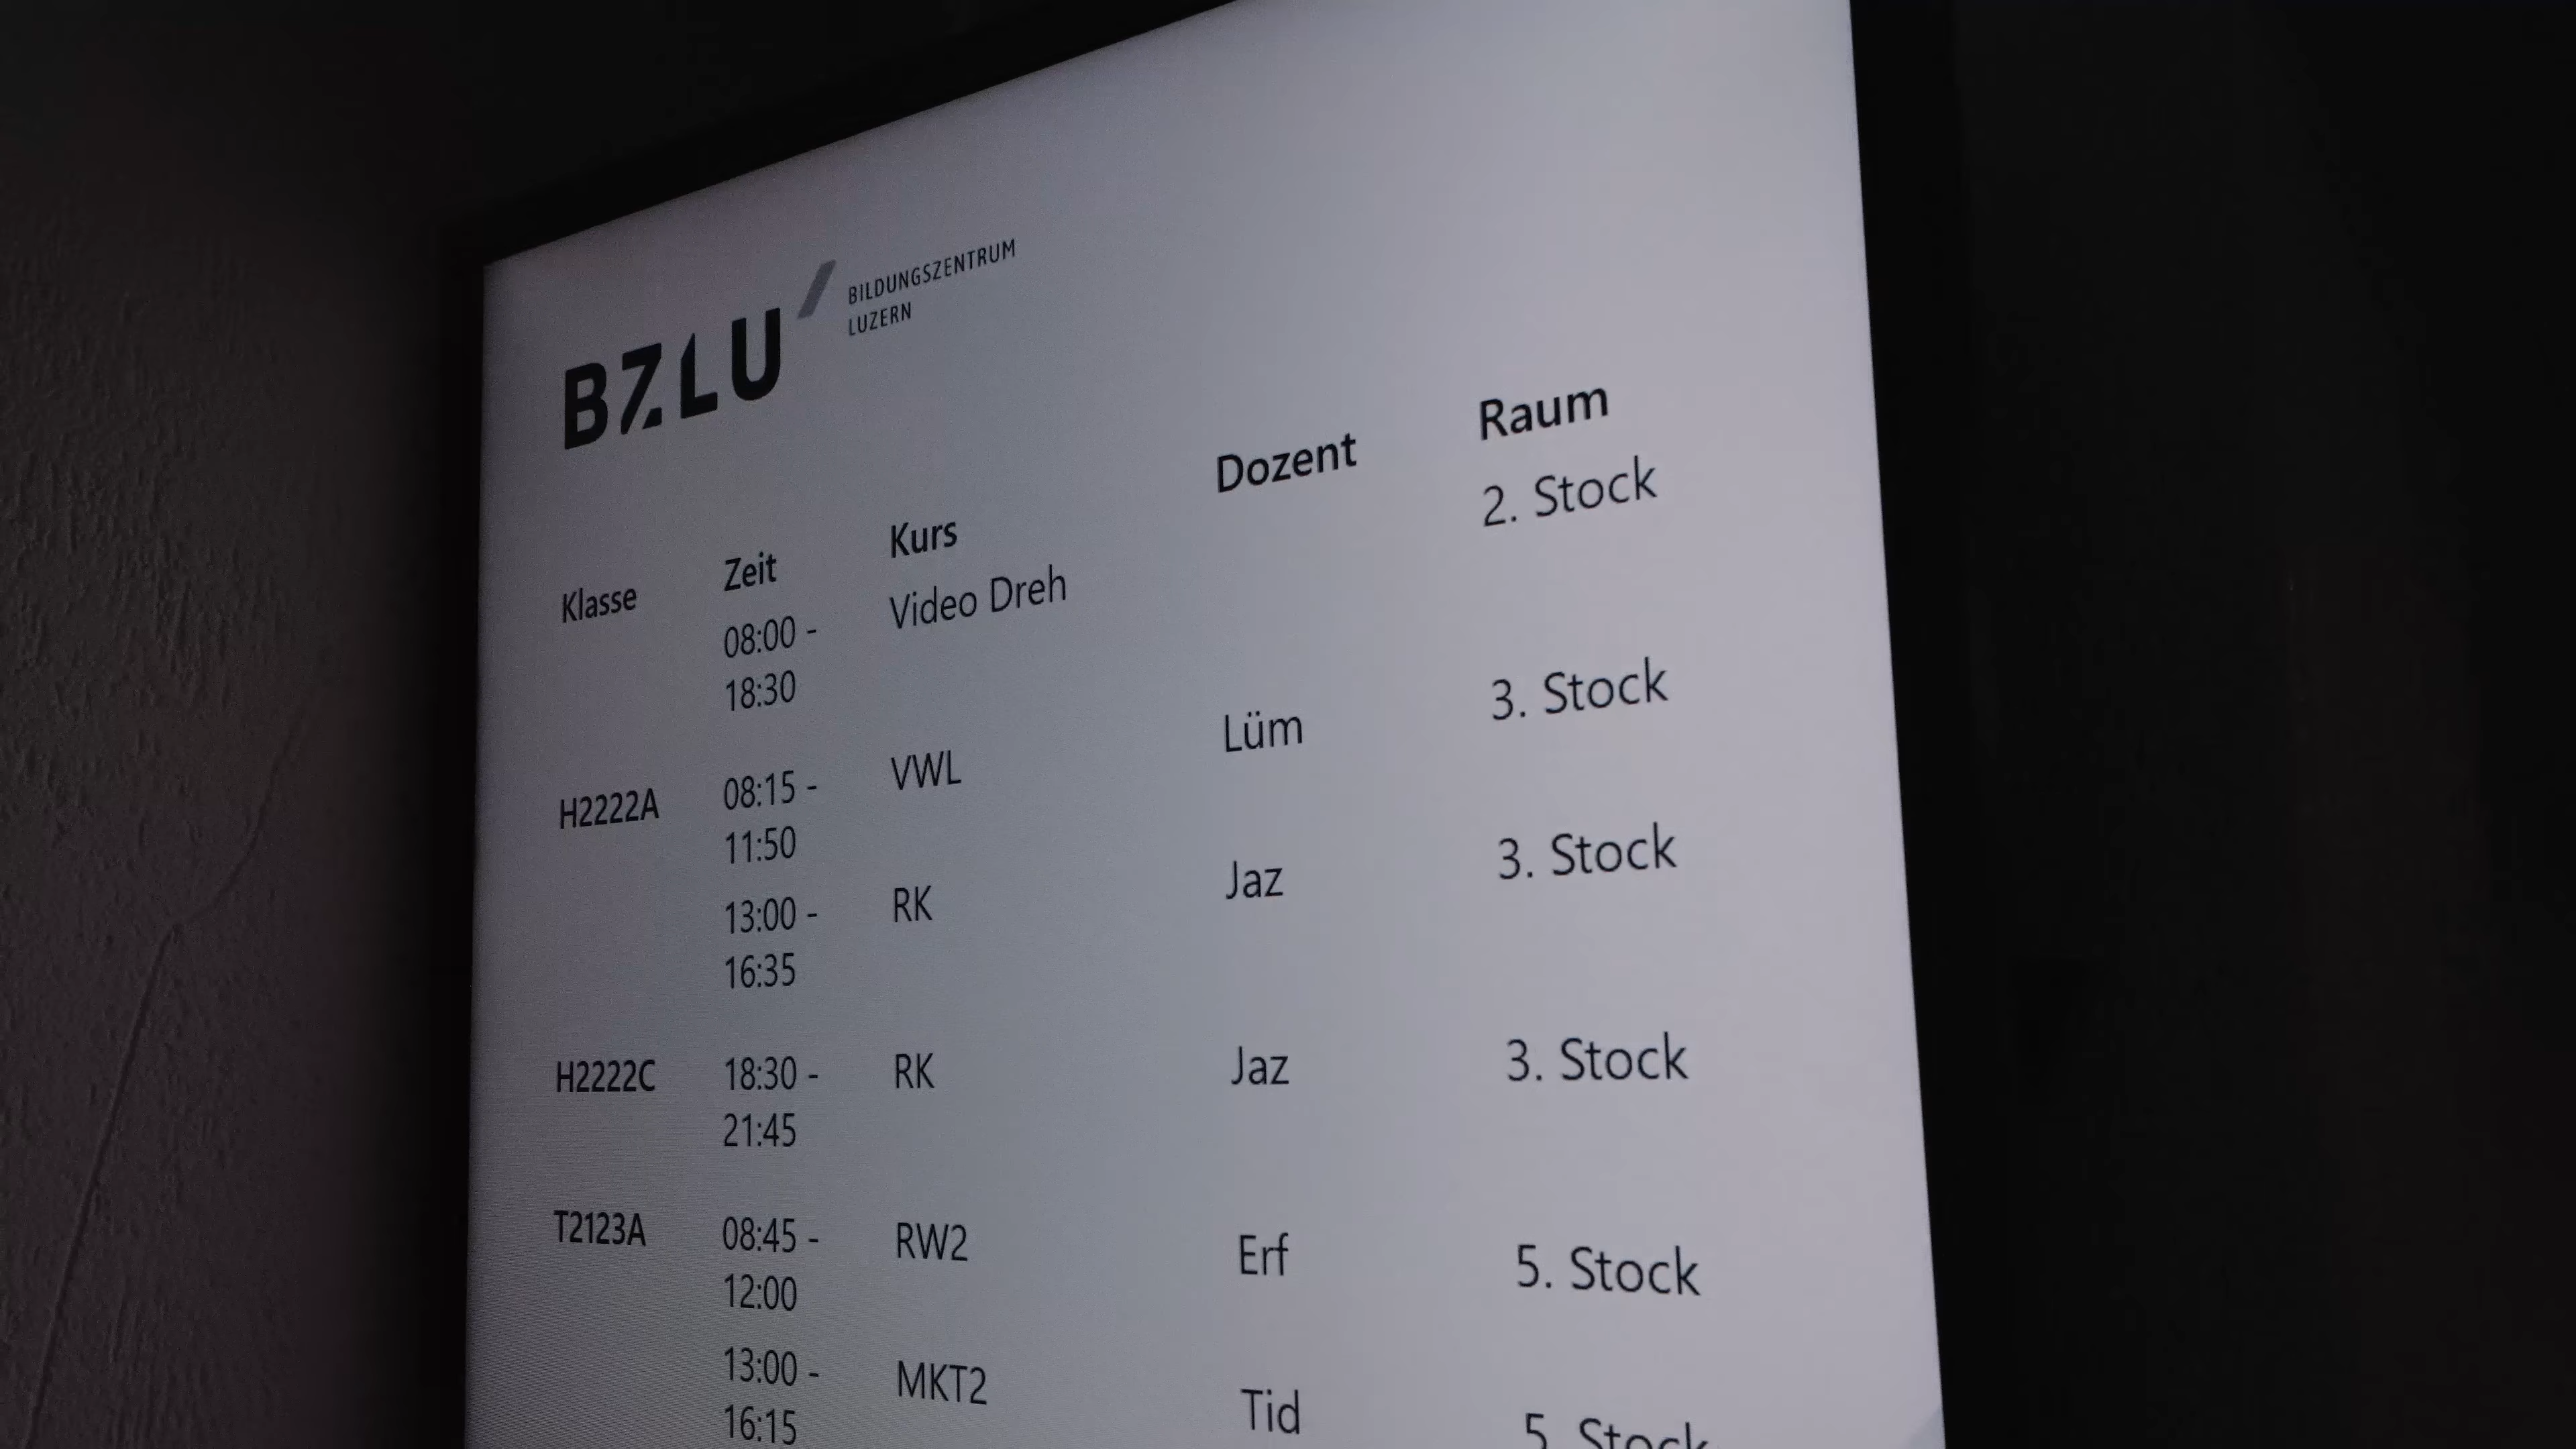 BZLU
BILDUNGSZENTRUM
LUZERN
Klasse Zeit Kurs Dozent Raum
08:00 - Video Dreh 2. Stock
18:30
H2222A 08:15 - VWL Lüm 3. Stock
11:50
13:00 - RK Jaz 3. Stock
16:35
H2222C 18:30 - RK Jaz 3. Stock
21:45
T2123A 08:45 - RW2 Erf 5. Stock
12:00
13:00 - MKT2 Tid 5. Stock
16:15